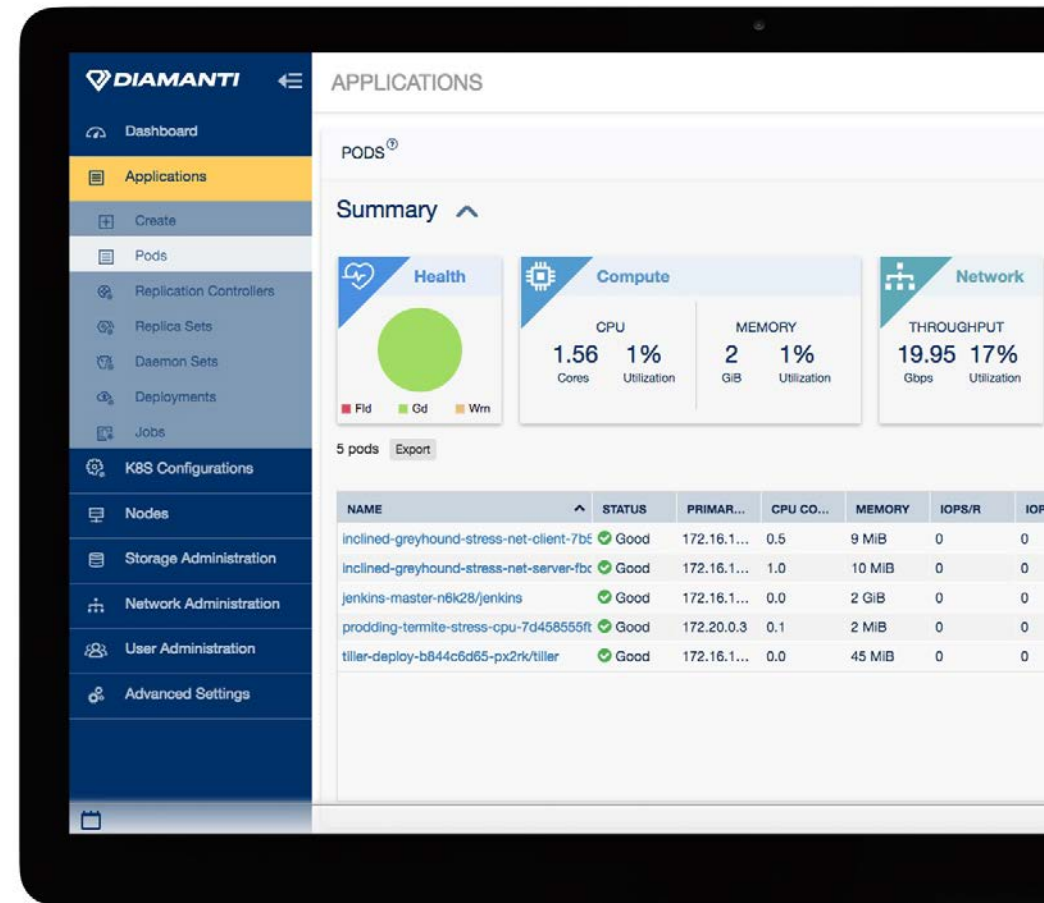 DIAMANTI
Dashboard
Applications
Create
Pods
Replication Controllers
Replica Sets
Daemon Sets
Deployments
Jobs
K8S Configurations
Nodes
Storage Administration
Network Administration
User Administration
Advanced Settings
APPLICATIONS
PODS
Summary
Health
Fld Gd Wrn
Compute
CPU MEMORY
1.56 1% 2 1%
Cores Utilization GiB Utilization
Network
THROUGHPUT
19.95 17%
Gbps Utilization
5 pods Export
NAME STATUS PRIMAR... CPU CO... MEMORY IOPS/R IOP
inclined-greyhound-stress-net-client-7b5 Good 172.16.1... 0.5 9 MiB 0 0
inclined-greyhound-stress-net-server-fbc Good 172.16.1... 1.0 10 MiB 0 0
jenkins-master-n6k28/jenkins Good 172.16.1... 0.0 2 GiB 0 0
prodding-termite-stress-cpu-7d458555ft Good 172.20.0.3 0.1 2 MiB 0 0
tiller-deploy-b844c6d65-px2rk/tiller Good 172.16.1... 0.0 45 MiB 0 0